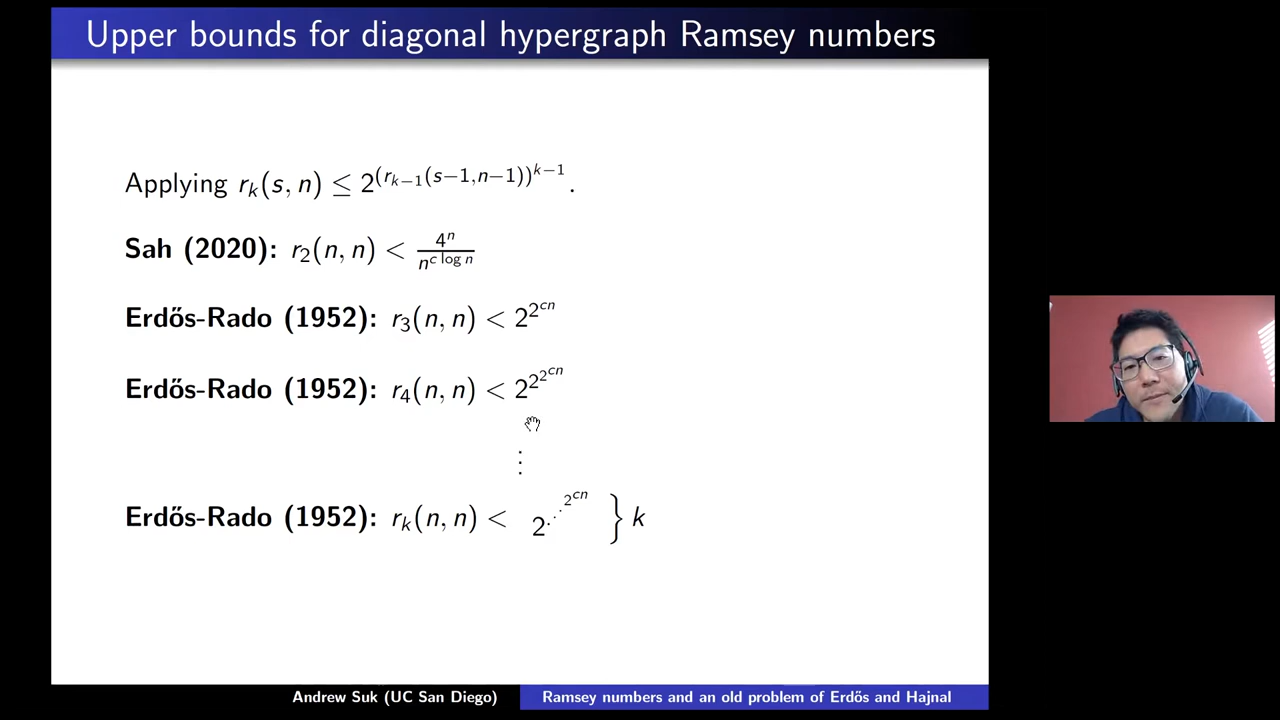 Upper bounds for diagonal hypergraph Ramsey numbers
Applying r_k(s, n) ≤ 2^{(r_{k−1}(s−1,n−1))^{k−1}}.
Sah (2020): r_2(n, n) < \frac{4^n}{n^{c log n}}
Erdős-Rado (1952): r_3(n, n) < 2^{2^{cn}}
Erdős-Rado (1952): r_4(n, n) < 2^{2^{2^{cn}}}
⋮
Erdős-Rado (1952): r_k(n, n) < 2^{⋰^{2^{cn}}} } k
Andrew Suk (UC San Diego) Ramsey numbers and an old problem of Erdős and Hajnal